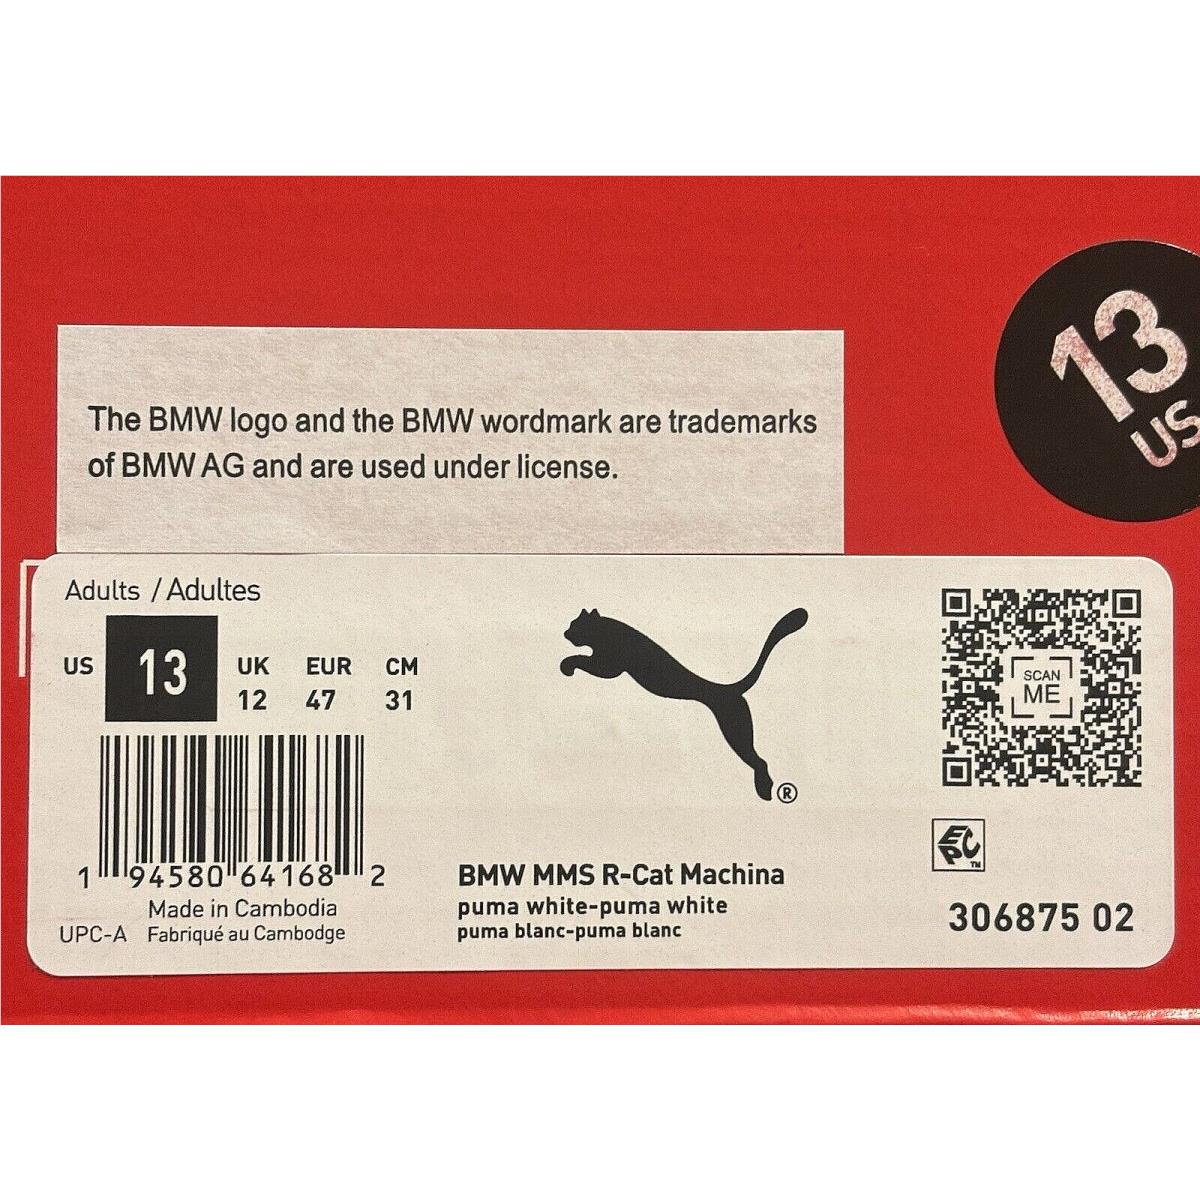 13
US
The BMW logo and the BMW wordmark are trademarks
of BMW AG and are used under license.
Adults / Adultes
US 13 UK EUR CM
12 47 31
SCAN
ME
®
1 94580 64168 2
EPC
TM
BMW MMS R-Cat Machina
Made in Cambodia
puma white-puma white
306875 02
UPC-A Fabriqué au Cambodge
puma blanc-puma blanc